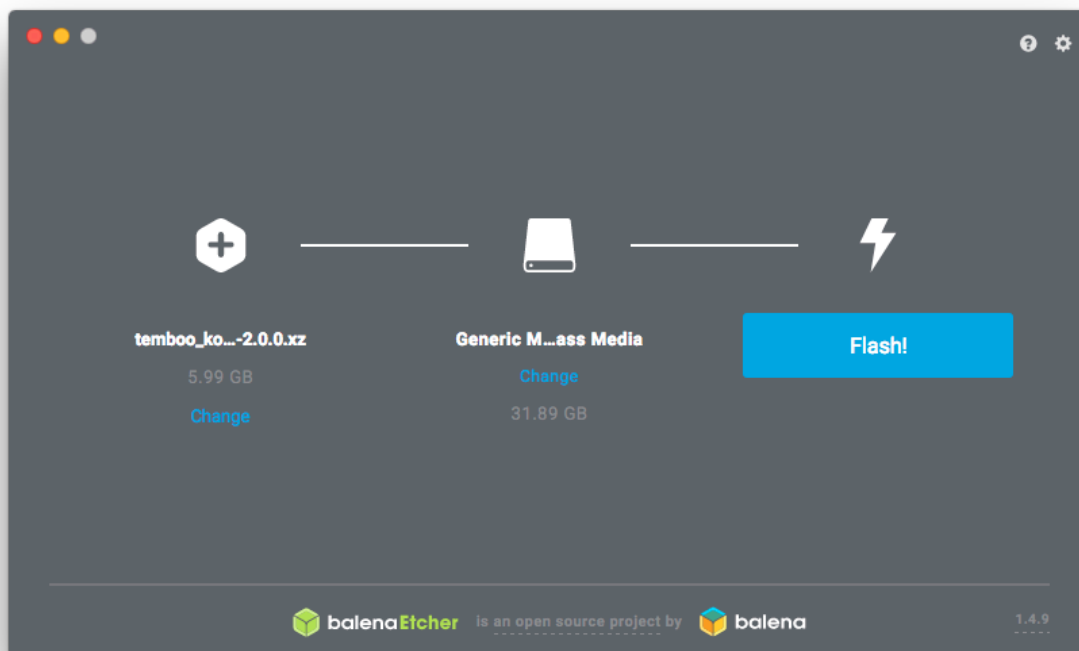 temboo_ko...-2.0.0.xz
5.99 GB
Change
Generic M...ass Media
Change
31.89 GB
Flash!
balenaEtcher is an open source project by balena
1.4.9